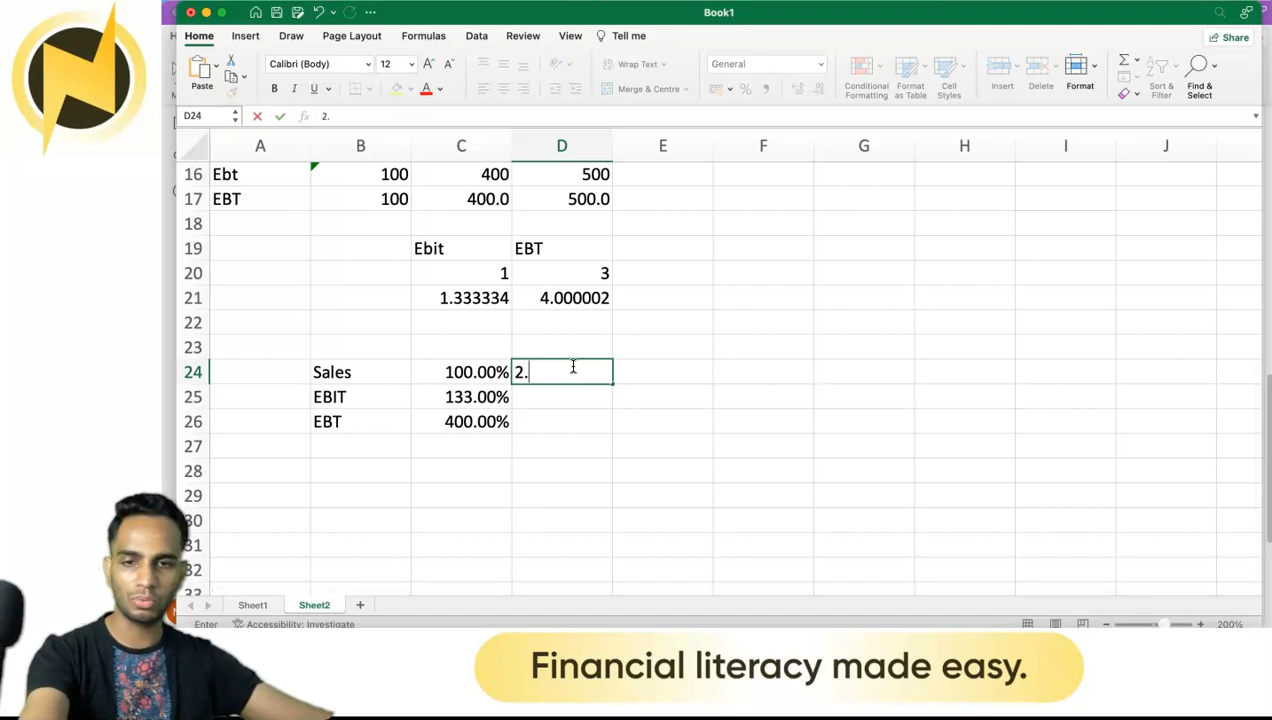 Book1
Home Insert Draw Page Layout Formulas Data Review View Tell me Share
Paste Calibri (Body) 12 A A Wrap Text General Conditional Formatting Format as Table Cell Styles Insert Delete Format Sort & Filter Find & Select
B I U A Merge & Centre %
D24 fx 2.
A B C D E F G H I J
16 Ebt 100 400 500
17 EBT 100 400.0 500.0
18
19 Ebit EBT
20 1 3
21 1.333334 4.000002
22
23
24 Sales 100.00% 2.
25 EBIT 133.00%
26 EBT 400.00%
27
28
29
30
31
32
33
Sheet1 Sheet2 +
Enter Accessibility: Investigate 200%
Financial literacy made easy.